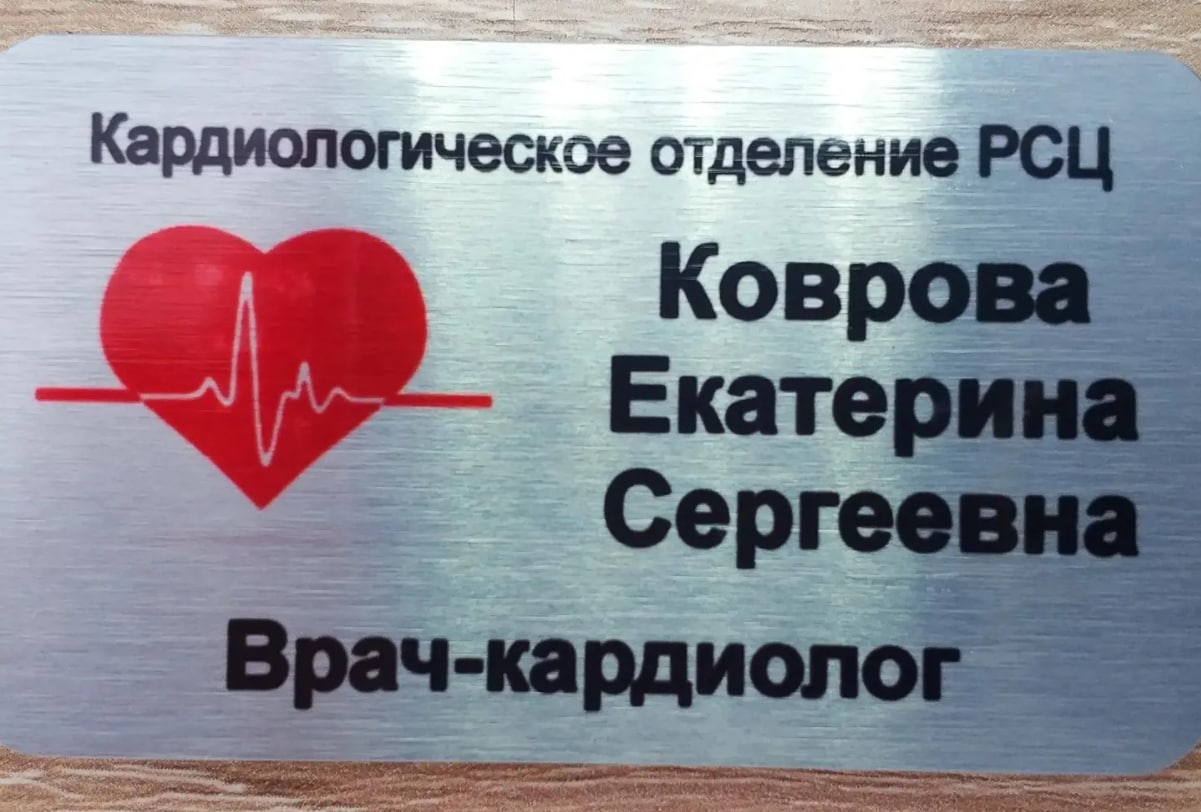 Кардиологическое отделение РСЦ
Коврова
Екатерина
Сергеевна
Врач-кардиолог